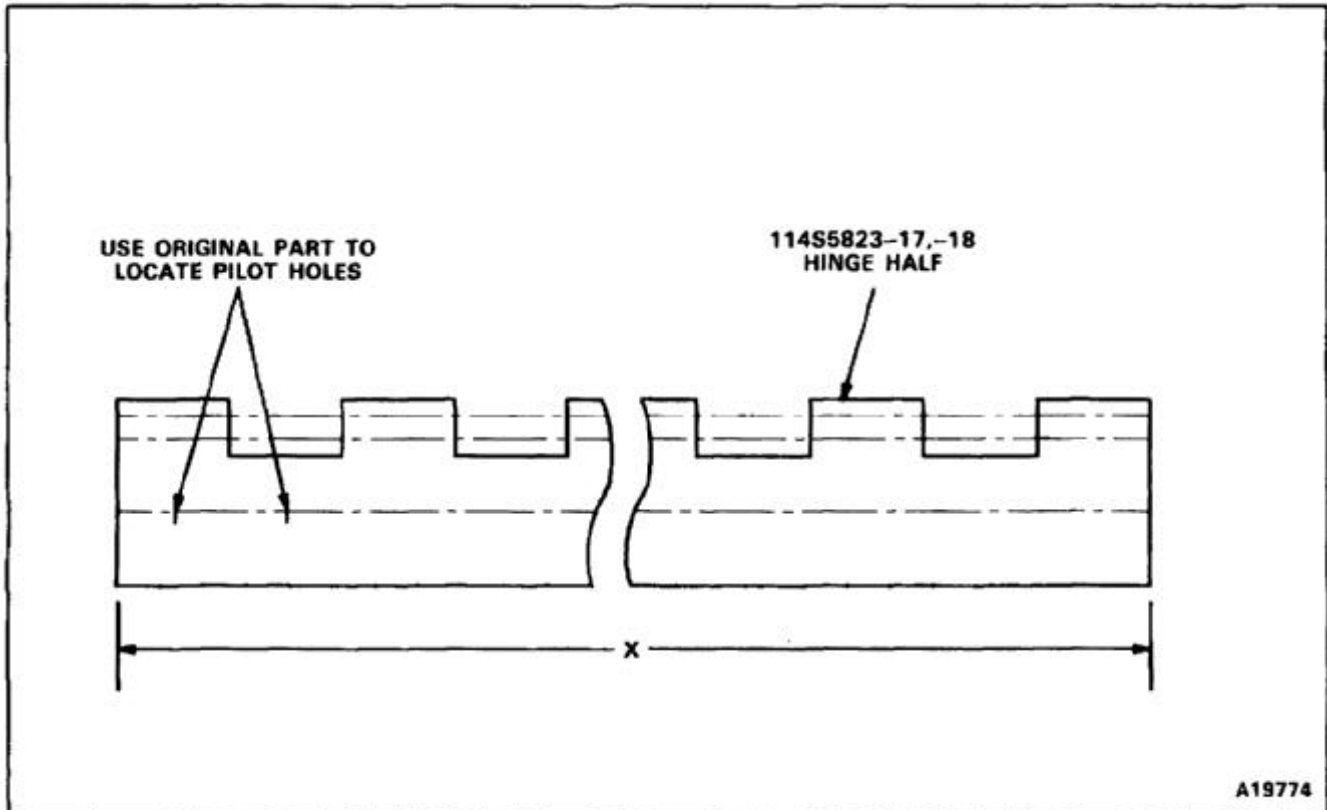 USE ORIGINAL PART TO
LOCATE PILOT HOLES
114S5823-17,-18
HINGE HALF
X
A19774